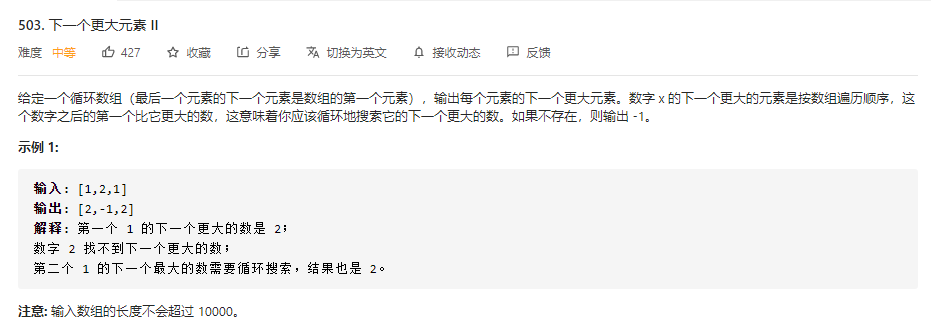 503. 下一个更大元素 II
难度 中等 427 收藏 分享 切换为英文 接收动态 反馈
给定一个循环数组（最后一个元素的下一个元素是数组的第一个元素），输出每个元素的下一个更大元素。数字 x 的下一个更大的元素是按数组遍历顺序，这
个数字之后的第一个比它更大的数，这意味着你应该循环地搜索它的下一个更大的数。如果不存在，则输出 -1。
示例 1:
输入: [1,2,1]
输出: [2,-1,2]
解释: 第一个 1 的下一个更大的数是 2；
数字 2 找不到下一个更大的数；
第二个 1 的下一个最大的数需要循环搜索，结果也是 2。
注意: 输入数组的长度不会超过 10000。